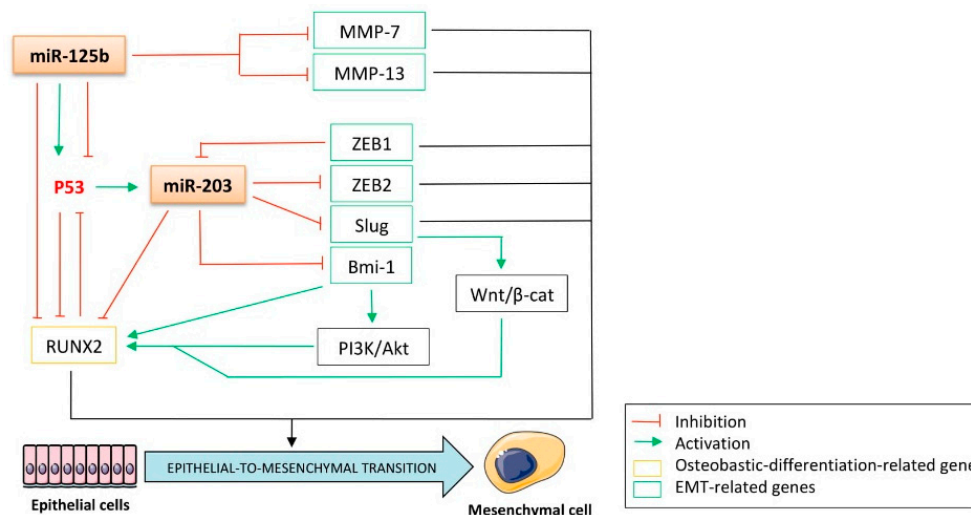 miR-125b
MMP-7
MMP-13
ZEB1
P53
miR-203
ZEB2
Slug
Bmi-1
Wnt/β-cat
RUNX2
PI3K/Akt
EPITHELIAL-TO-MESENCHYMAL TRANSITION
Epithelial cells
Mesenchymal cell
Inhibition
Activation
Osteobastic-differentiation-related gene
EMT-related genes